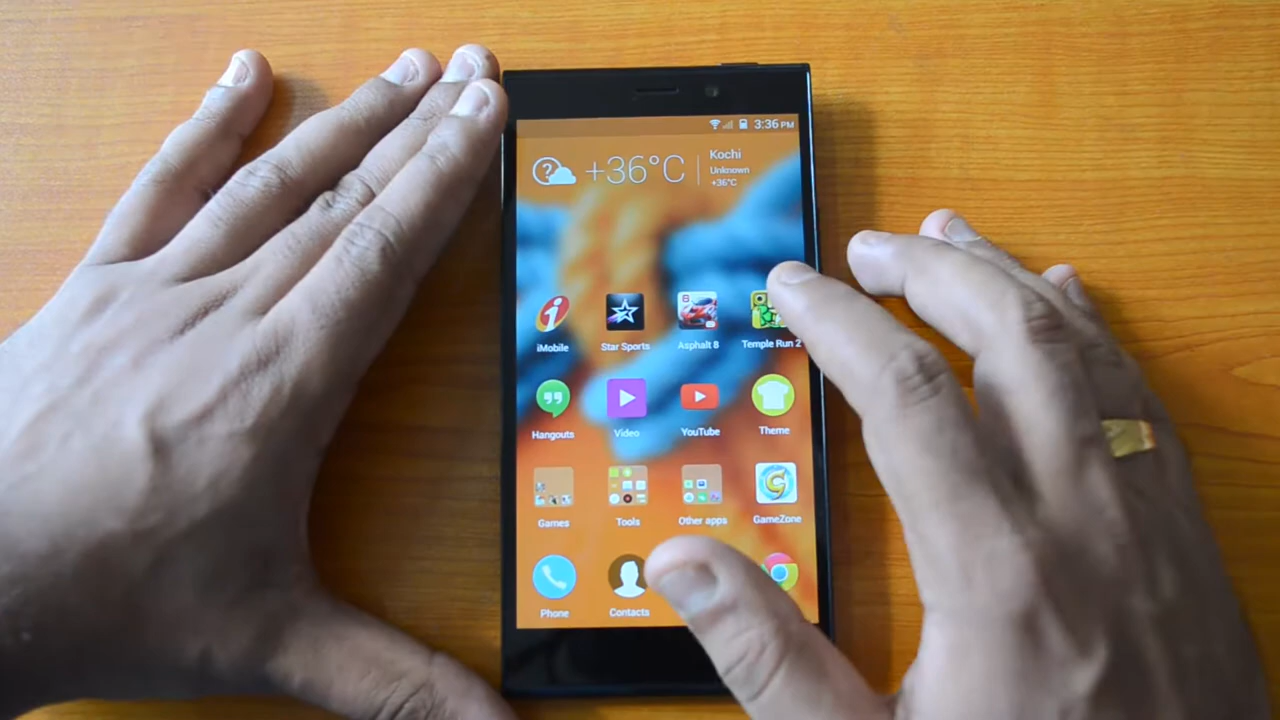 3:36 PM
+36°C
Kochi
Unknown
+36°C
iMobile
Star Sports
6
Asphalt 8
Temple Run 2
Hangouts
Video
YouTube
Theme
Games
Tools
Other apps
GameZone
Phone
Contacts